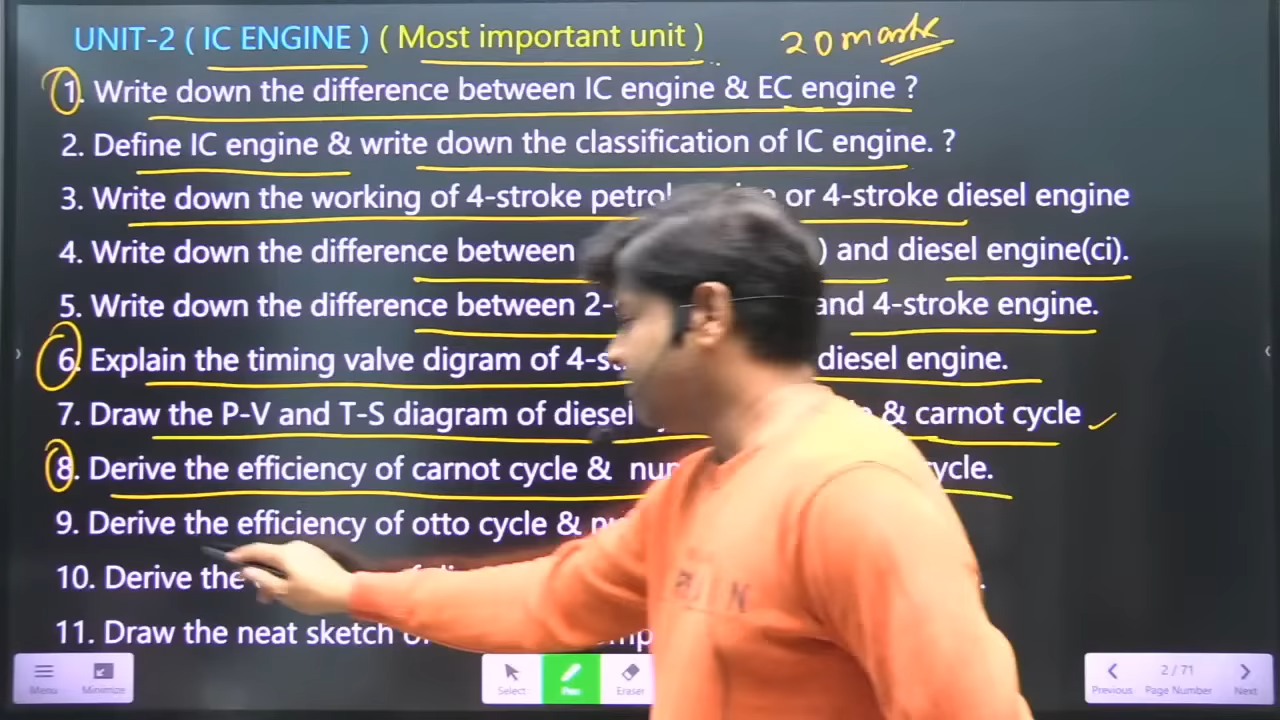 UNIT-2 ( IC ENGINE ) ( Most important unit ) 20 mark
1. Write down the difference between IC engine & EC engine ?
2. Define IC engine & write down the classification of IC engine. ?
3. Write down the working of 4-stroke petrol or 4-stroke diesel engine
4. Write down the difference between ) and diesel engine(ci).
5. Write down the difference between 2- and 4-stroke engine.
6. Explain the timing valve digram of 4- diesel engine.
7. Draw the P-V and T-S diagram of diesel & carnot cycle
8. Derive the efficiency of carnot cycle & cycle.
9. Derive the efficiency of otto cycle &
10. Derive the
11. Draw the neat sketch
Menu Minimize Select Pen Eraser Previous 2 / 71 Page Number Next